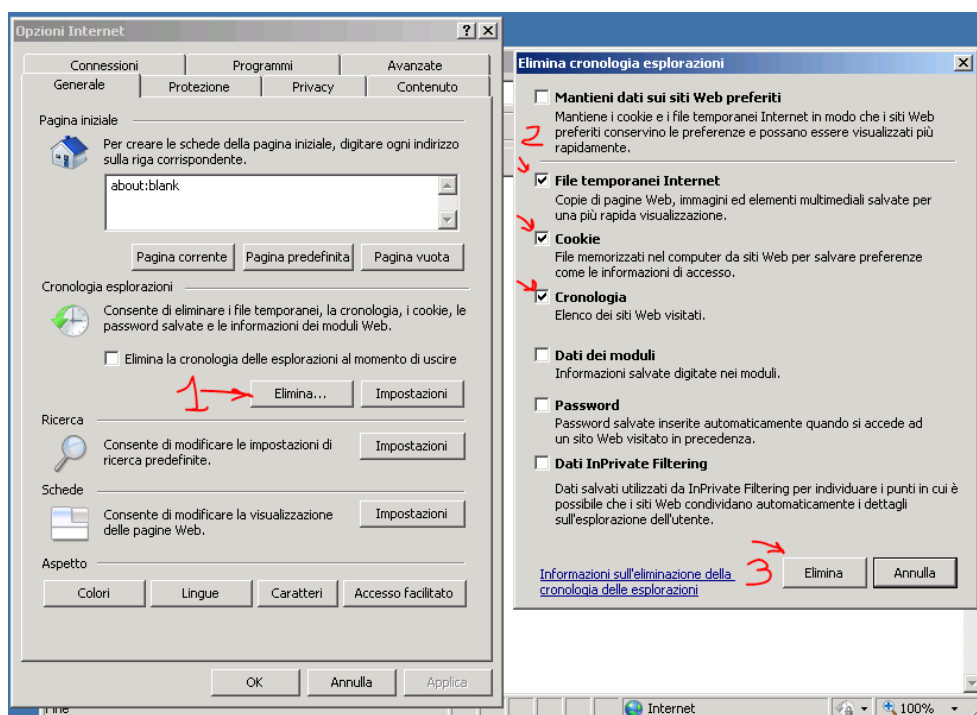 Opzioni Internet
Connessioni Programmi Avanzate
Generale Protezione Privacy Contenuto
Pagina iniziale
Per creare le schede della pagina iniziale, digitare ogni indirizzo
sulla riga corrispondente.
about:blank
Pagina corrente Pagina predefinita Pagina vuota
Cronologia esplorazioni
Consente di eliminare i file temporanei, la cronologia, i cookie, le
password salvate e le informazioni dei moduli Web.
Elimina la cronologia delle esplorazioni al momento di uscire
1 Elimina... Impostazioni
Ricerca
Consente di modificare le impostazioni di
ricerca predefinite.
Impostazioni
Schede
Consente di modificare la visualizzazione
delle pagine Web.
Impostazioni
Aspetto
Colori Lingue Caratteri Accesso facilitato
OK Annulla Applica
Elimina cronologia esplorazioni
Mantieni dati sui siti Web preferiti
Mantiene i cookie e i file temporanei Internet in modo che i siti Web
preferiti conservino le preferenze e possano essere visualizzati più
rapidamente.
2
File temporanei Internet
Copie di pagine Web, immagini ed elementi multimediali salvate per
una più rapida visualizzazione.
Cookie
File memorizzati nel computer da siti Web per salvare preferenze
come le informazioni di accesso.
Cronologia
Elenco dei siti Web visitati.
Dati dei moduli
Informazioni salvate digitate nei moduli.
Password
Password salvate inserite automaticamente quando si accede ad
un sito Web visitato in precedenza.
Dati InPrivate Filtering
Dati salvati utilizzati da InPrivate Filtering per individuare i punti in cui è
possibile che i siti Web condividano automaticamente i dettagli
sull'esplorazione dell'utente.
Informazioni sull'eliminazione della
cronologia delle esplorazioni
3 Elimina Annulla
Internet 100%